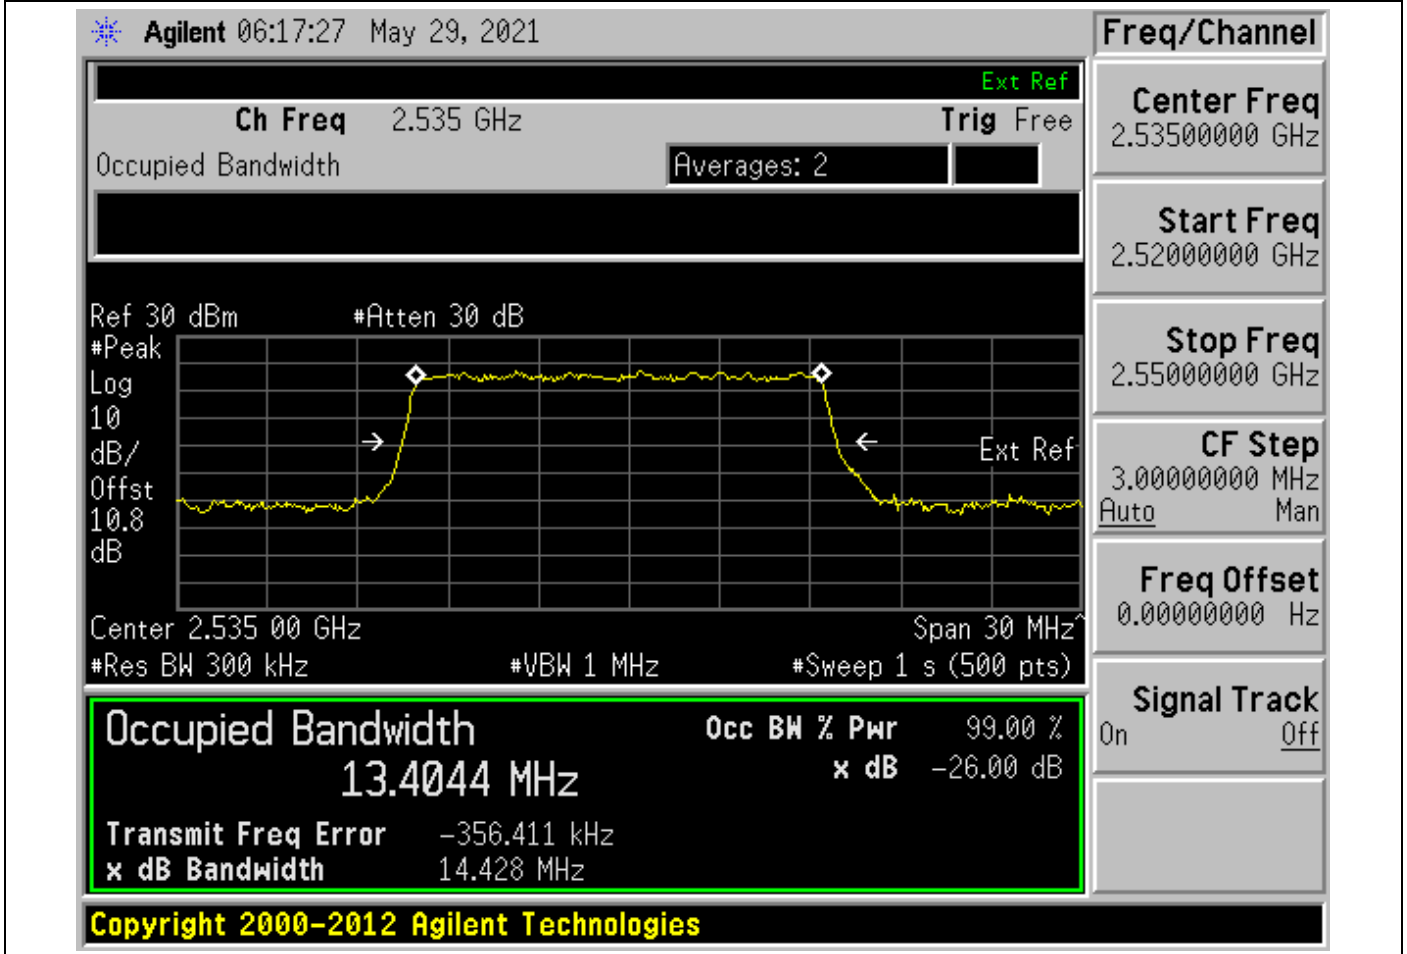 Agilent 06:17:27 May 29, 2021
Freq/Channel
Ext Ref
Ch Freq 2.535 GHz Trig Free
Occupied Bandwidth Averages: 2
Ref 30 dBm #Atten 30 dB
#Peak
Log
10
dB/
Offst
10.8
dB
Ext Ref
Center 2.535 00 GHz Span 30 MHz^
#Res BW 300 kHz #VBW 1 MHz #Sweep 1 s (500 pts)
Occupied Bandwidth Occ BW % Pwr 99.00 %
13.4044 MHz x dB -26.00 dB
Transmit Freq Error -356.411 kHz
x dB Bandwidth 14.428 MHz
Center Freq
2.53500000 GHz
Start Freq
2.52000000 GHz
Stop Freq
2.55000000 GHz
CF Step
3.00000000 MHz
Auto Man
Freq Offset
0.00000000 Hz
Signal Track
On Off
Copyright 2000-2012 Agilent Technologies